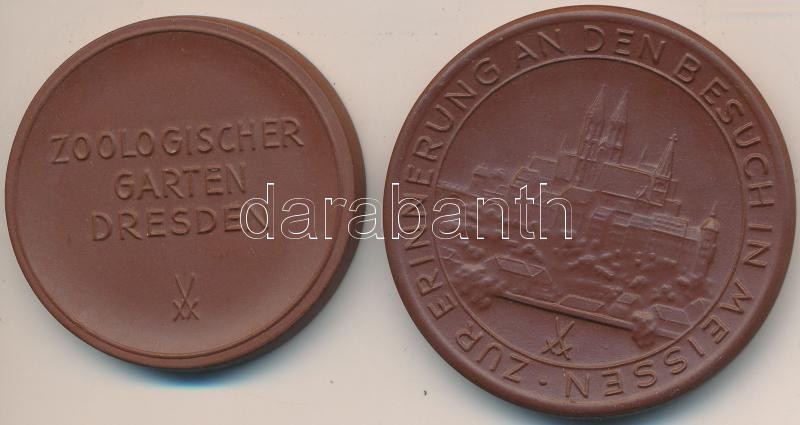 ZOOLOGISCHER
GARTEN
DRESDEN
ZUR ERINNERUNG AN DEN BESUCH IN MEISSEN ·
darabanth